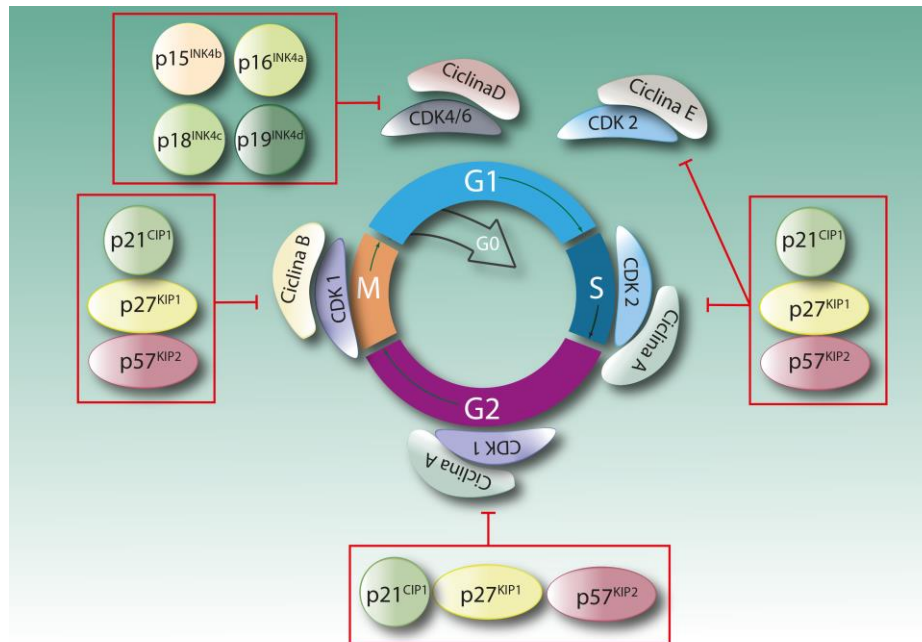 p15INK4b
p16INK4a
p18INK4c
p19INK4d
CiclinaD
CDK4/6
Ciclina E
CDK 2
G1
G0
p21CIP1
p27KIP1
p57KIP2
Ciclina B
CDK 1
M
S
CDK 2
Ciclina A
p21CIP1
p27KIP1
p57KIP2
G2
CDK 1
Ciclina A
p21CIP1
p27KIP1
p57KIP2